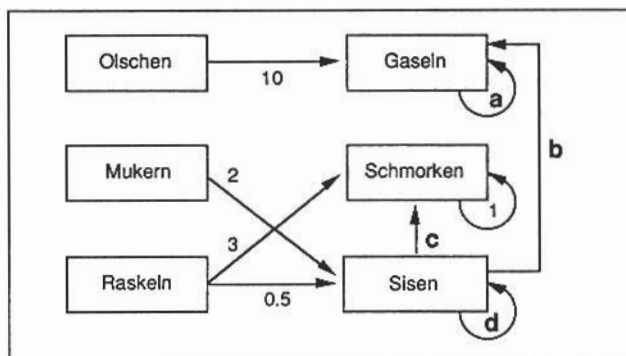 Olschen
10
Gaseln
a
b
Mukern
2
Schmorken
1
3
c
Raskeln
0.5
Sisen
d